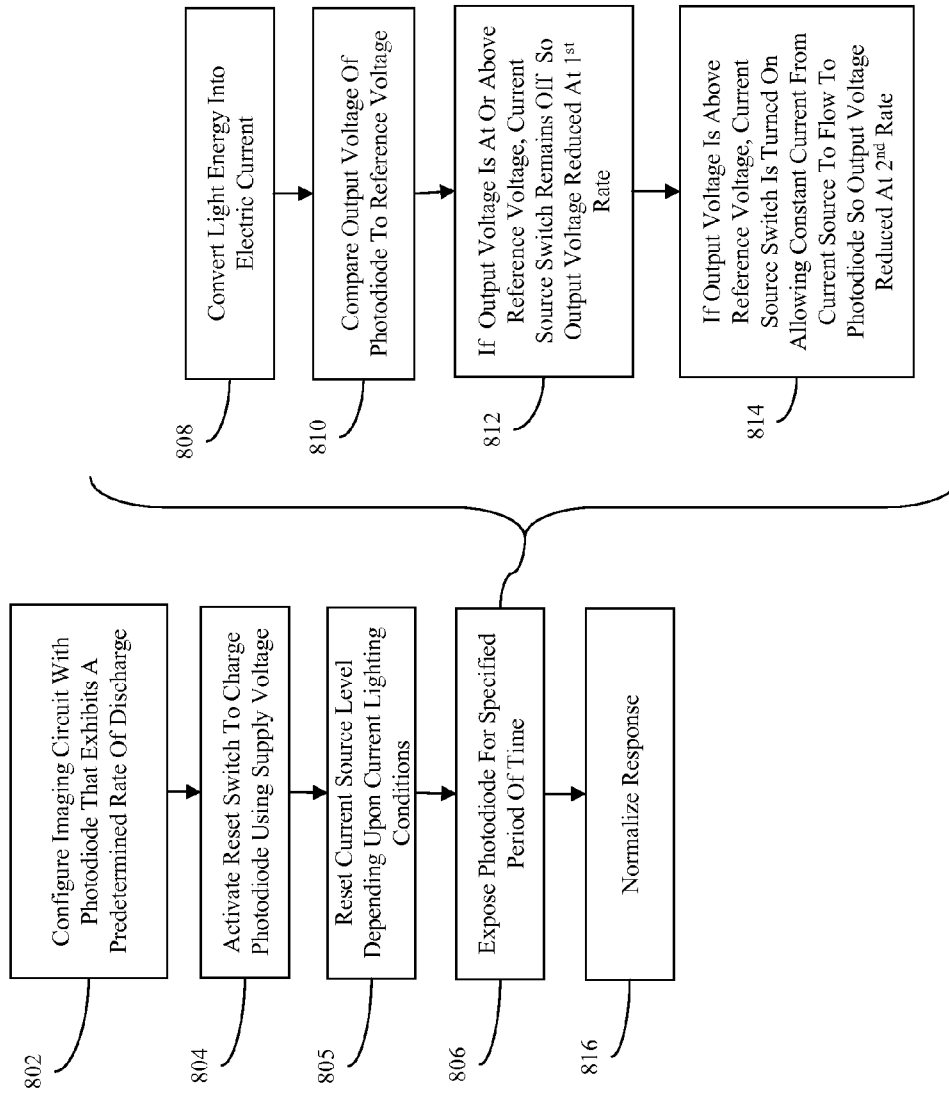 802
Configure Imaging Circuit With
Photodiode That Exhibits A
Predetermined Rate Of Discharge
804
Activate Reset Switch To Charge
Photodiode Using Supply Voltage
805
Reset Current Source Level
Depending Upon Current Lighting
Conditions
806
Expose Photodiode For Specified
Period Of Time
816
Normalize Response
808
Convert Light Energy Into
Electric Current
810
Compare Output Voltage Of
Photodiode To Reference Voltage
812
If Output Voltage Is At Or Above
Reference Voltage, Current
Source Switch Remains Off So
Output Voltage Reduced At 1st
Rate
814
If Output Voltage Is Above
Reference Voltage, Current
Source Switch Is Turned On
Allowing Constant Current From
Current Source To Flow To
Photodiode So Output Voltage
Reduced At 2nd Rate